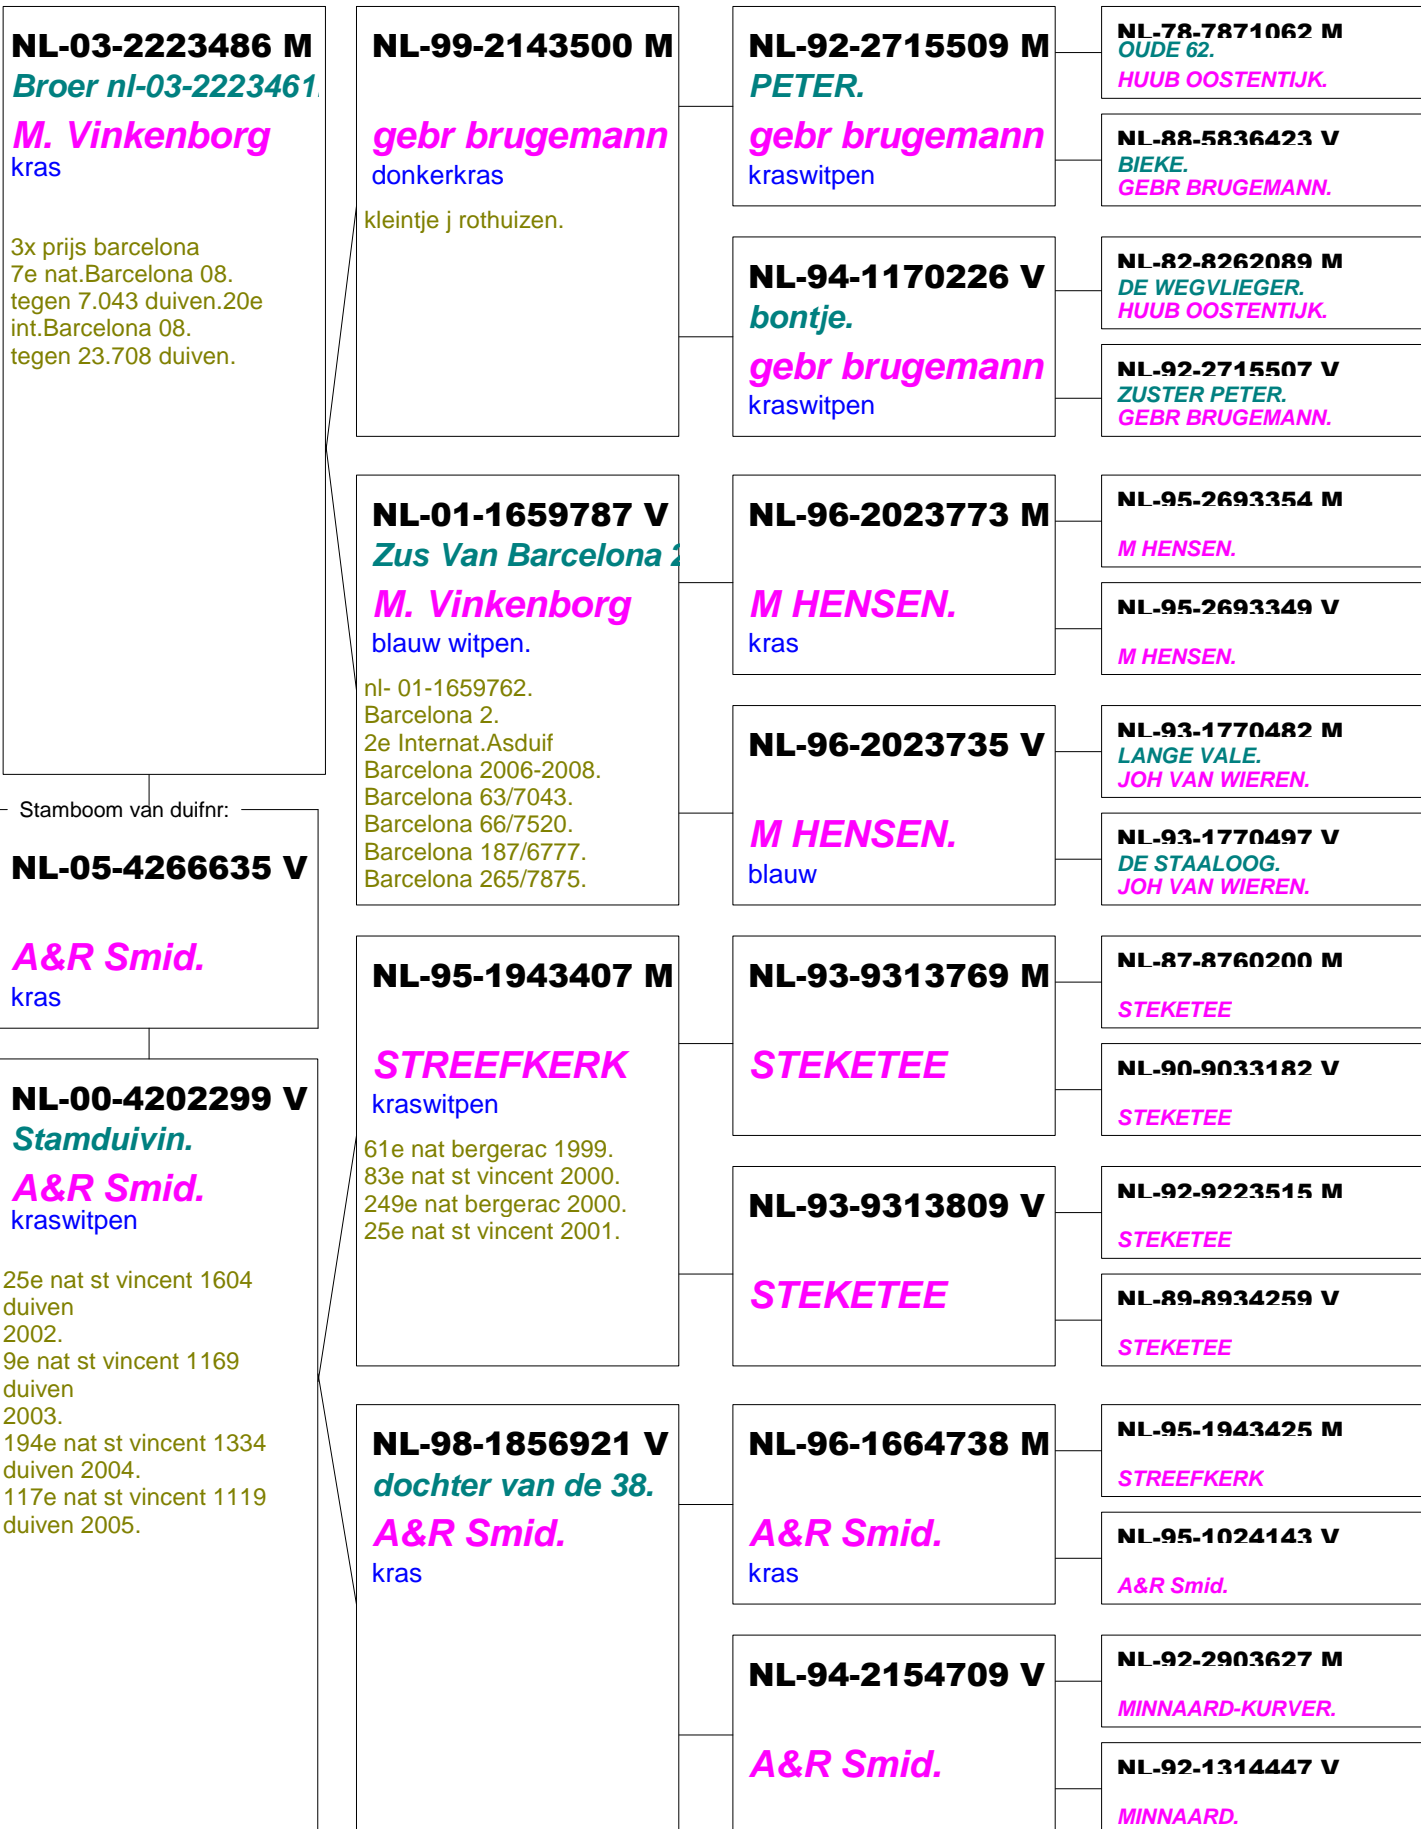 NL-03-2223486 M
Broer nl-03-2223461.
M. Vinkenborg
kras
3x prijs barcelona
7e nat.Barcelona 08.
tegen 7.043 duiven.20e
int.Barcelona 08.
tegen 23.708 duiven.
Stamboom van duifnr:
NL-05-4266635 V
A&R Smid.
kras
NL-00-4202299 V
Stamduivin.
A&R Smid.
kraswitpen
25e nat st vincent 1604
duiven
2002.
9e nat st vincent 1169
duiven
2003.
194e nat st vincent 1334
duiven 2004.
117e nat st vincent 1119
duiven 2005.
NL-99-2143500 M
gebr brugemann
donkerkras
kleintje j rothuizen.
NL-01-1659787 V
Zus Van Barcelona 2
M. Vinkenborg
blauw witpen.
nl- 01-1659762.
Barcelona 2.
2e Internat.Asduif
Barcelona 2006-2008.
Barcelona 63/7043.
Barcelona 66/7520.
Barcelona 187/6777.
Barcelona 265/7875.
NL-95-1943407 M
STREEFKERK
kraswitpen
61e nat bergerac 1999.
83e nat st vincent 2000.
249e nat bergerac 2000.
25e nat st vincent 2001.
NL-98-1856921 V
dochter van de 38.
A&R Smid.
kras
NL-92-2715509 M
PETER.
gebr brugemann
kraswitpen
NL-94-1170226 V
bontje.
gebr brugemann
kraswitpen
NL-96-2023773 M
M HENSEN.
kras
NL-96-2023735 V
M HENSEN.
blauw
NL-93-9313769 M
STEKETEE
NL-93-9313809 V
STEKETEE
NL-96-1664738 M
A&R Smid.
kras
NL-94-2154709 V
A&R Smid.
NL-78-7871062 M
OUDE 62.
HUUB OOSTENTIJK.
NL-88-5836423 V
BIEKE.
GEBR BRUGEMANN.
NL-82-8262089 M
DE WEGVLIEGER.
HUUB OOSTENTIJK.
NL-92-2715507 V
ZUSTER PETER.
GEBR BRUGEMANN.
NL-95-2693354 M
M HENSEN.
NL-95-2693349 V
M HENSEN.
NL-93-1770482 M
LANGE VALE.
JOH VAN WIEREN.
NL-93-1770497 V
DE STAALOOG.
JOH VAN WIEREN.
NL-87-8760200 M
STEKETEE
NL-90-9033182 V
STEKETEE
NL-92-9223515 M
STEKETEE
NL-89-8934259 V
STEKETEE
NL-95-1943425 M
STREEFKERK
NL-95-1024143 V
A&R Smid.
NL-92-2903627 M
MINNAARD-KURVER.
NL-92-1314447 V
MINNAARD.